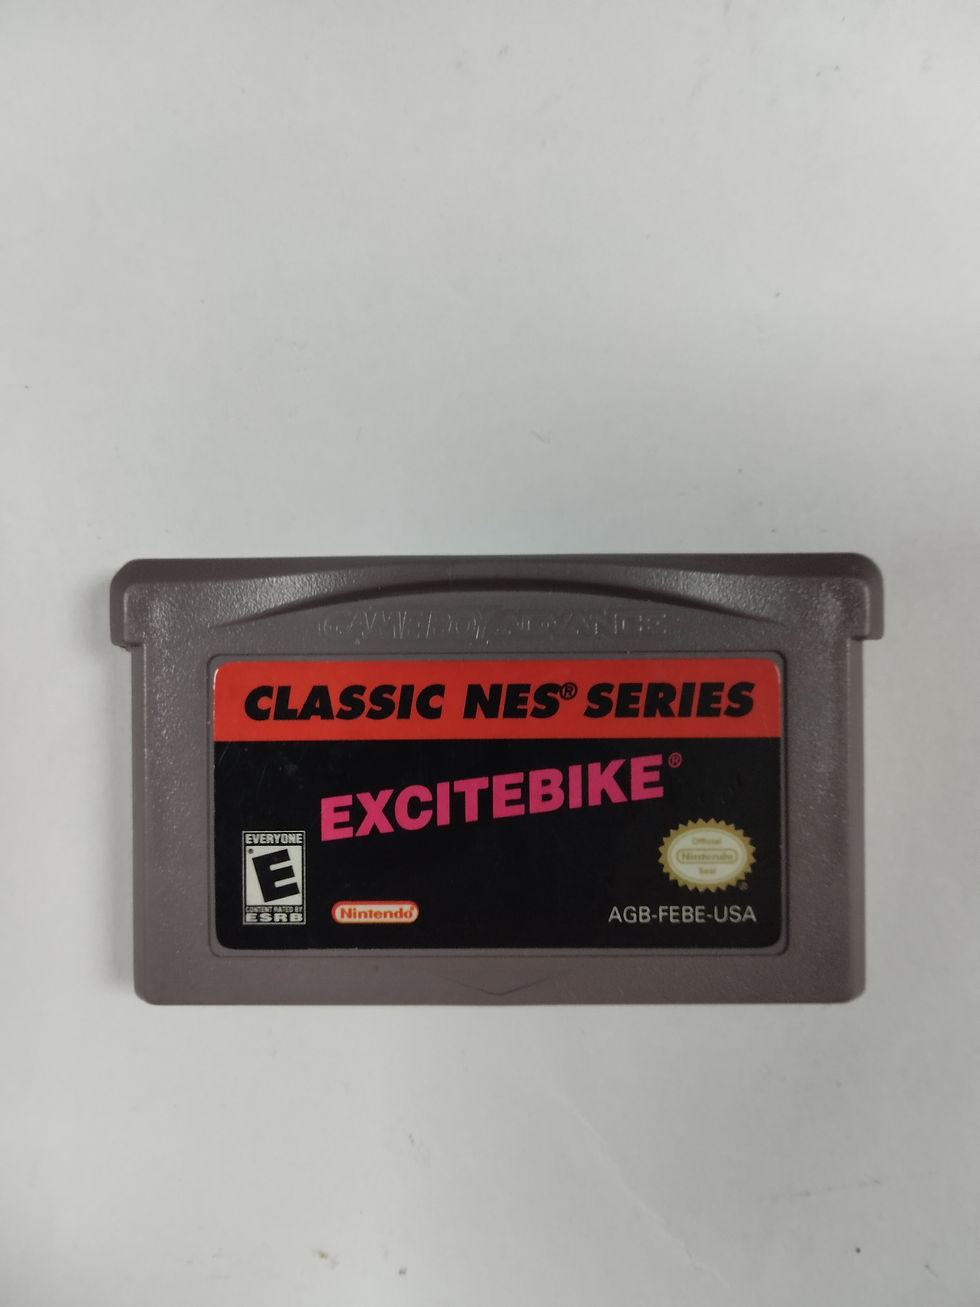 GAME BOY ADVANCE
CLASSIC NES® SERIES
EXCITEBIKE®
EVERYONE
E
CONTENT RATED BY
ESRB
Nintendo®
Official
Nintendo
Seal
®
AGB-FEBE-USA